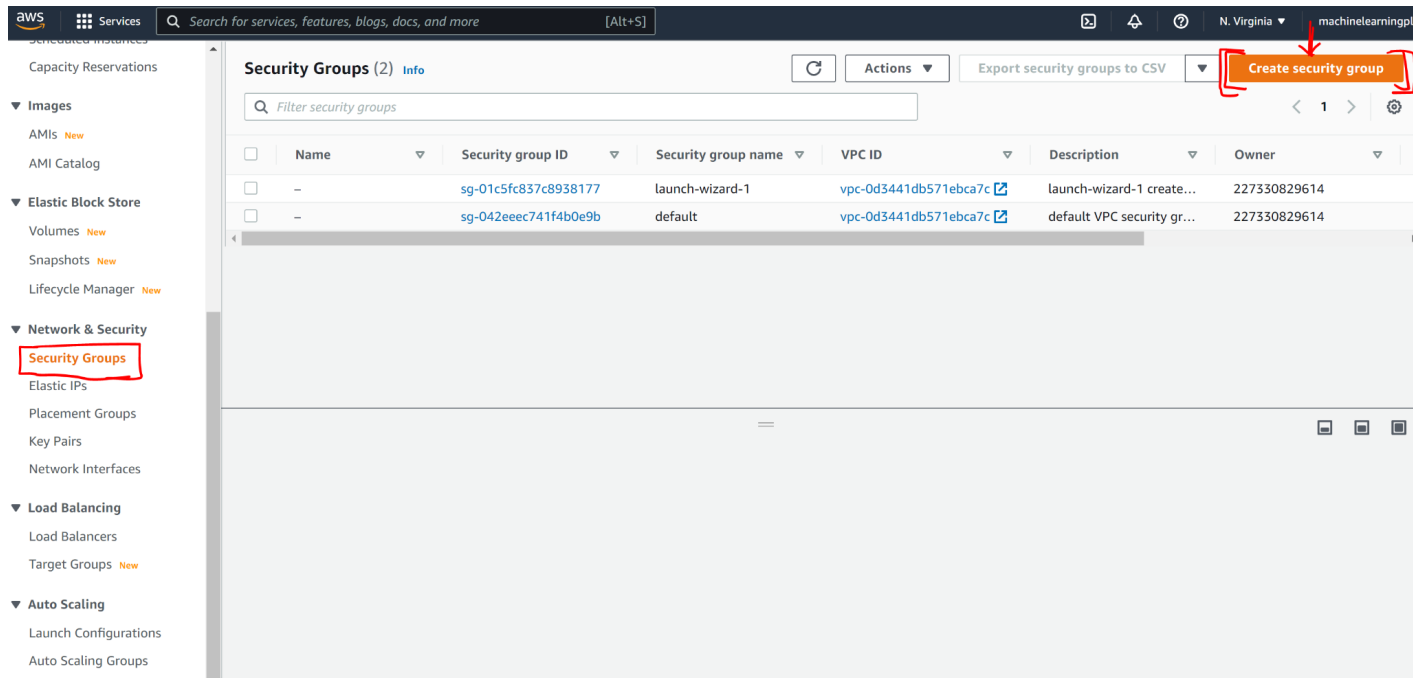 aws Services Search for services, features, blogs, docs, and more [Alt+S] N. Virginia machinelearningpl
Scheduled Instances
Capacity Reservations
Images
AMIs New
AMI Catalog
Elastic Block Store
Volumes New
Snapshots New
Lifecycle Manager New
Network & Security
Security Groups
Elastic IPs
Placement Groups
Key Pairs
Network Interfaces
Load Balancing
Load Balancers
Target Groups New
Auto Scaling
Launch Configurations
Auto Scaling Groups
Security Groups (2) Info Actions Export security groups to CSV Create security group
Filter security groups 1
Name Security group ID Security group name VPC ID Description Owner
– sg-01c5fc837c8938177 launch-wizard-1 vpc-0d3441db571ebca7c launch-wizard-1 create... 227330829614
– sg-042eeec741f4b0e9b default vpc-0d3441db571ebca7c default VPC security gr... 227330829614